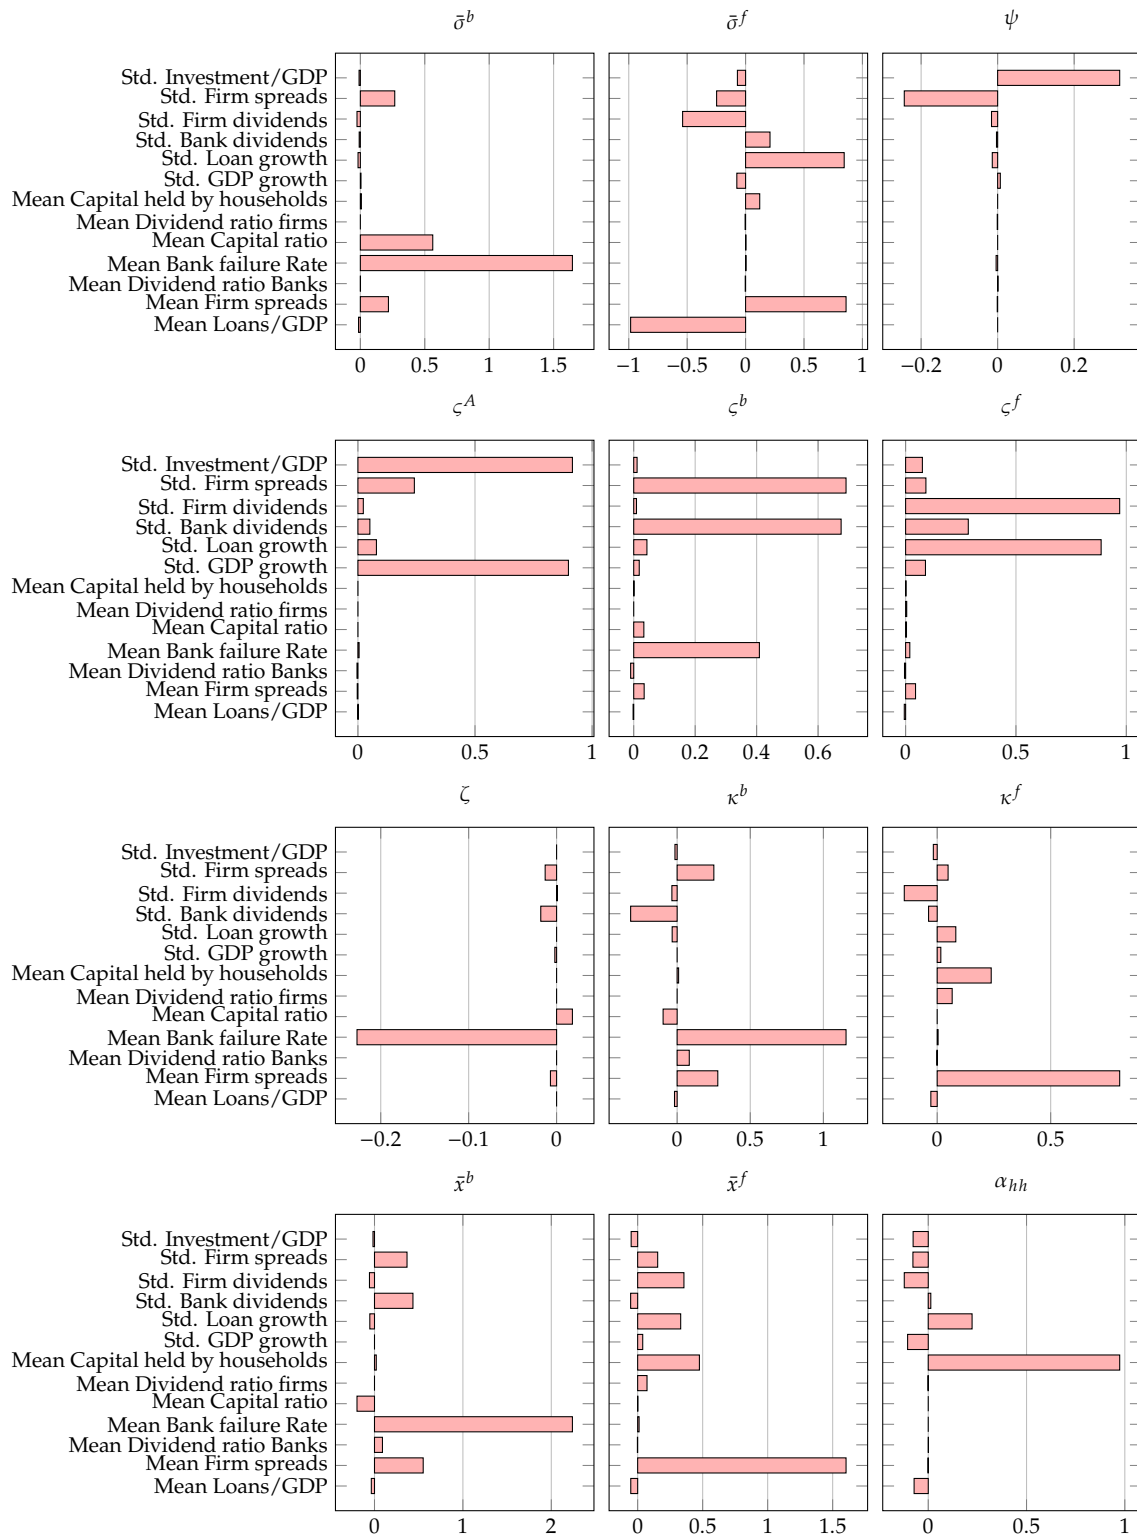 σ̄ᵇ σ̄ᶠ ψ
Std. Investment/GDP
Std. Firm spreads
Std. Firm dividends
Std. Bank dividends
Std. Loan growth
Std. GDP growth
Mean Capital held by households
Mean Dividend ratio firms
Mean Capital ratio
Mean Bank failure Rate
Mean Dividend ratio Banks
Mean Firm spreads
Mean Loans/GDP
0 0.5 1 1.5 −1 −0.5 0 0.5 1 −0.2 0 0.2
ςᴬ ςᵇ ςᶠ
Std. Investment/GDP
Std. Firm spreads
Std. Firm dividends
Std. Bank dividends
Std. Loan growth
Std. GDP growth
Mean Capital held by households
Mean Dividend ratio firms
Mean Capital ratio
Mean Bank failure Rate
Mean Dividend ratio Banks
Mean Firm spreads
Mean Loans/GDP
0 0.5 1 0 0.2 0.4 0.6 0 0.5 1
ζ κᵇ κᶠ
Std. Investment/GDP
Std. Firm spreads
Std. Firm dividends
Std. Bank dividends
Std. Loan growth
Std. GDP growth
Mean Capital held by households
Mean Dividend ratio firms
Mean Capital ratio
Mean Bank failure Rate
Mean Dividend ratio Banks
Mean Firm spreads
Mean Loans/GDP
−0.2 −0.1 0 0 0.5 1 0 0.5
x̄ᵇ x̄ᶠ αₕₕ
Std. Investment/GDP
Std. Firm spreads
Std. Firm dividends
Std. Bank dividends
Std. Loan growth
Std. GDP growth
Mean Capital held by households
Mean Dividend ratio firms
Mean Capital ratio
Mean Bank failure Rate
Mean Dividend ratio Banks
Mean Firm spreads
Mean Loans/GDP
0 1 2 0 0.5 1 1.5 0 0.5 1